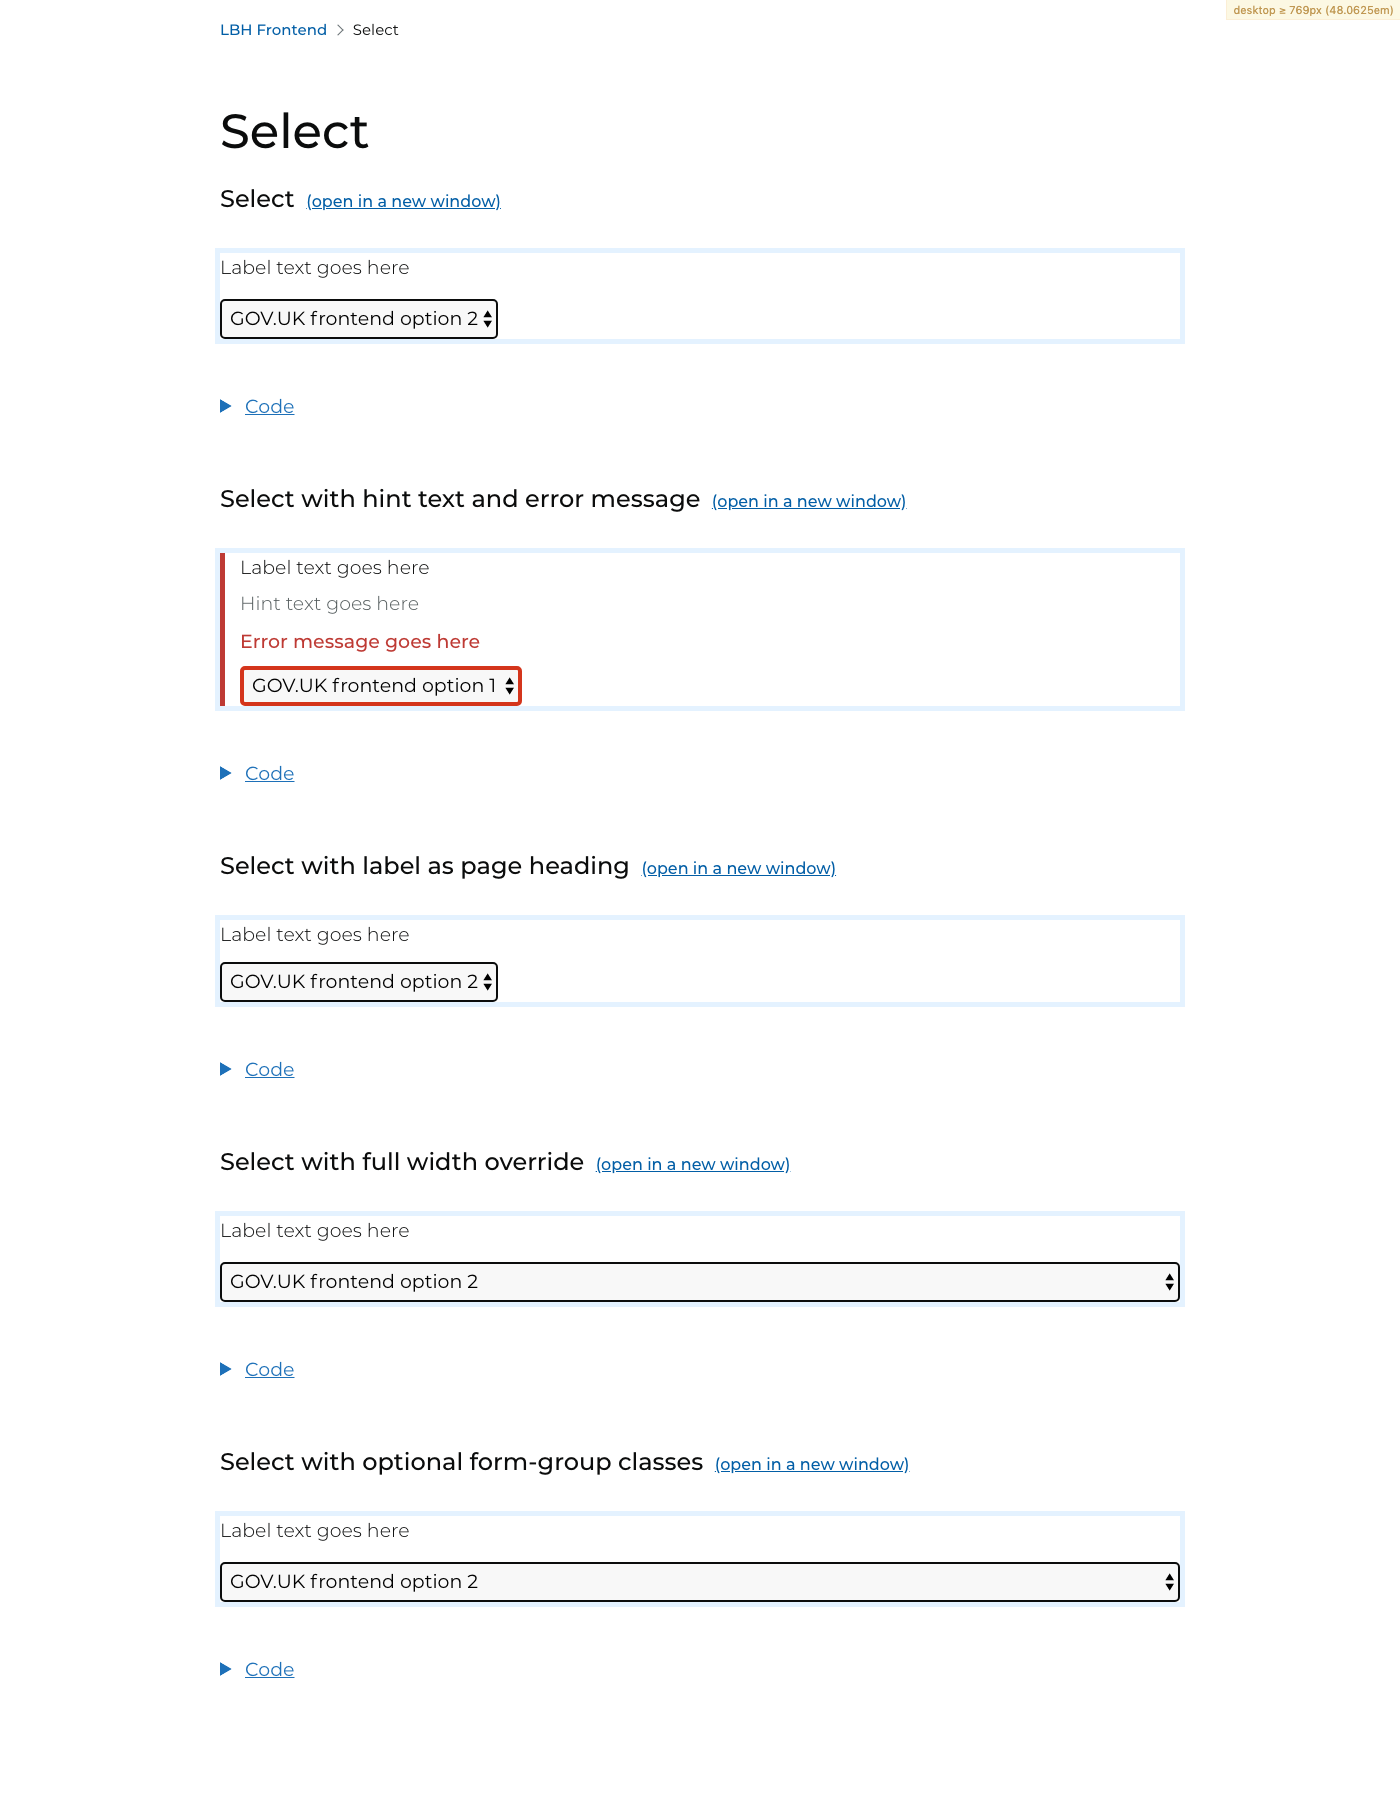 desktop ≥ 769px (48.0625em)
LBH Frontend Select
Select
Select (open in a new window)
Label text goes here
GOV.UK frontend option 2
Code
Select with hint text and error message (open in a new window)
Label text goes here
Hint text goes here
Error message goes here
GOV.UK frontend option 1
Code
Select with label as page heading (open in a new window)
Label text goes here
GOV.UK frontend option 2
Code
Select with full width override (open in a new window)
Label text goes here
GOV.UK frontend option 2
Code
Select with optional form-group classes (open in a new window)
Label text goes here
GOV.UK frontend option 2
Code